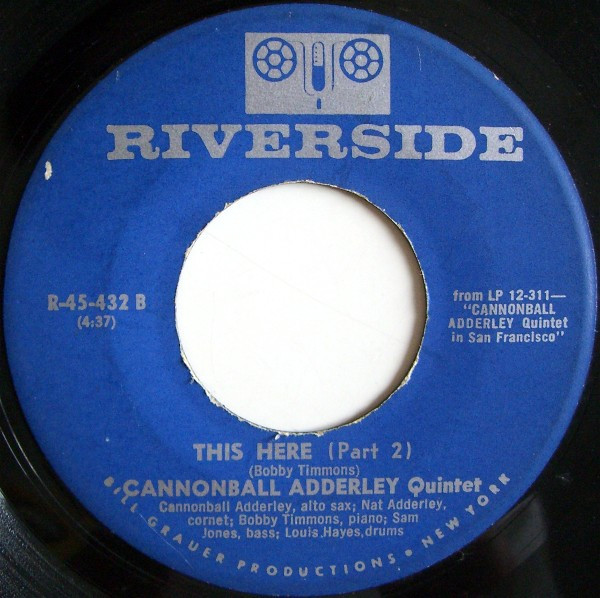 RIVERSIDE
R-45-432 B
(4:37)
from LP 12-311—
"CANNONBALL
ADDERLEY Quintet
in San Francisco"
THIS HERE (Part 2)
(Bobby Timmons)
CANNONBALL ADDERLEY Quintet
Cannonball Adderley, alto sax; Nat Adderley,
cornet; Bobby Timmons, piano; Sam
Jones, bass; Louis Hayes, drums
BILL GRAUER PRODUCTIONS • NEW YORK